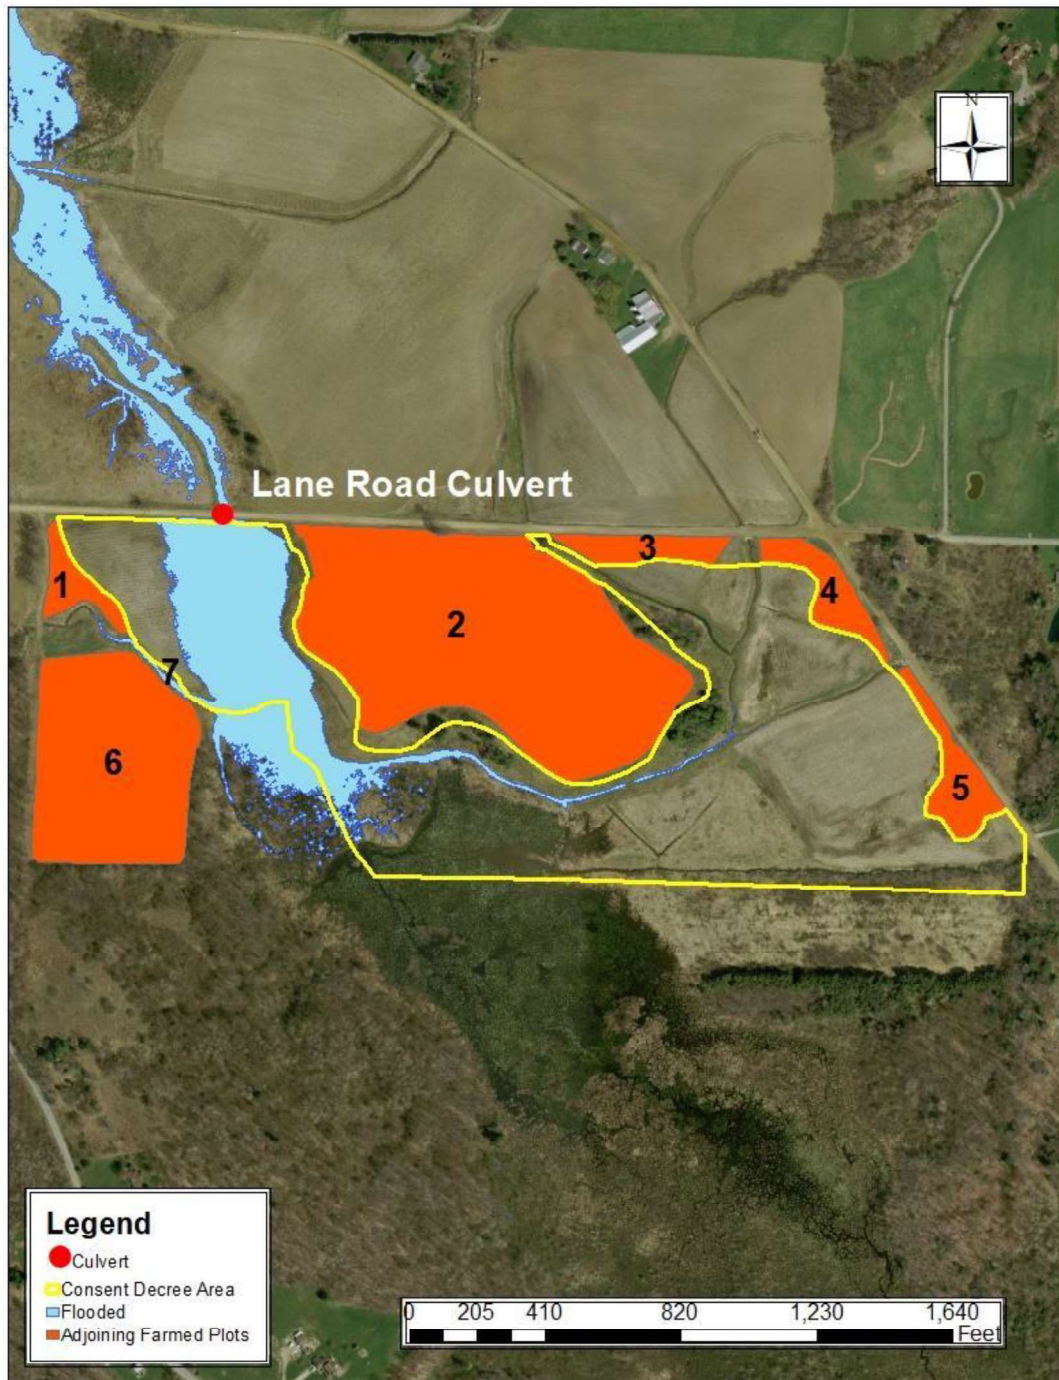 N
Lane Road Culvert
1
2
3
4
5
6
7
Legend
Culvert
Consent Decree Area
Flooded
Adjoining Farmed Plots
0 205 410 820 1,230 1,640
Feet